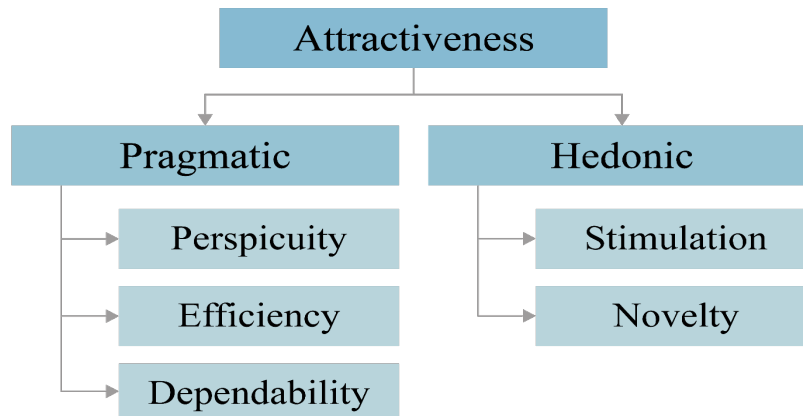 Attractiveness
Pragmatic
Perspicuity
Efficiency
Dependability
Hedonic
Stimulation
Novelty